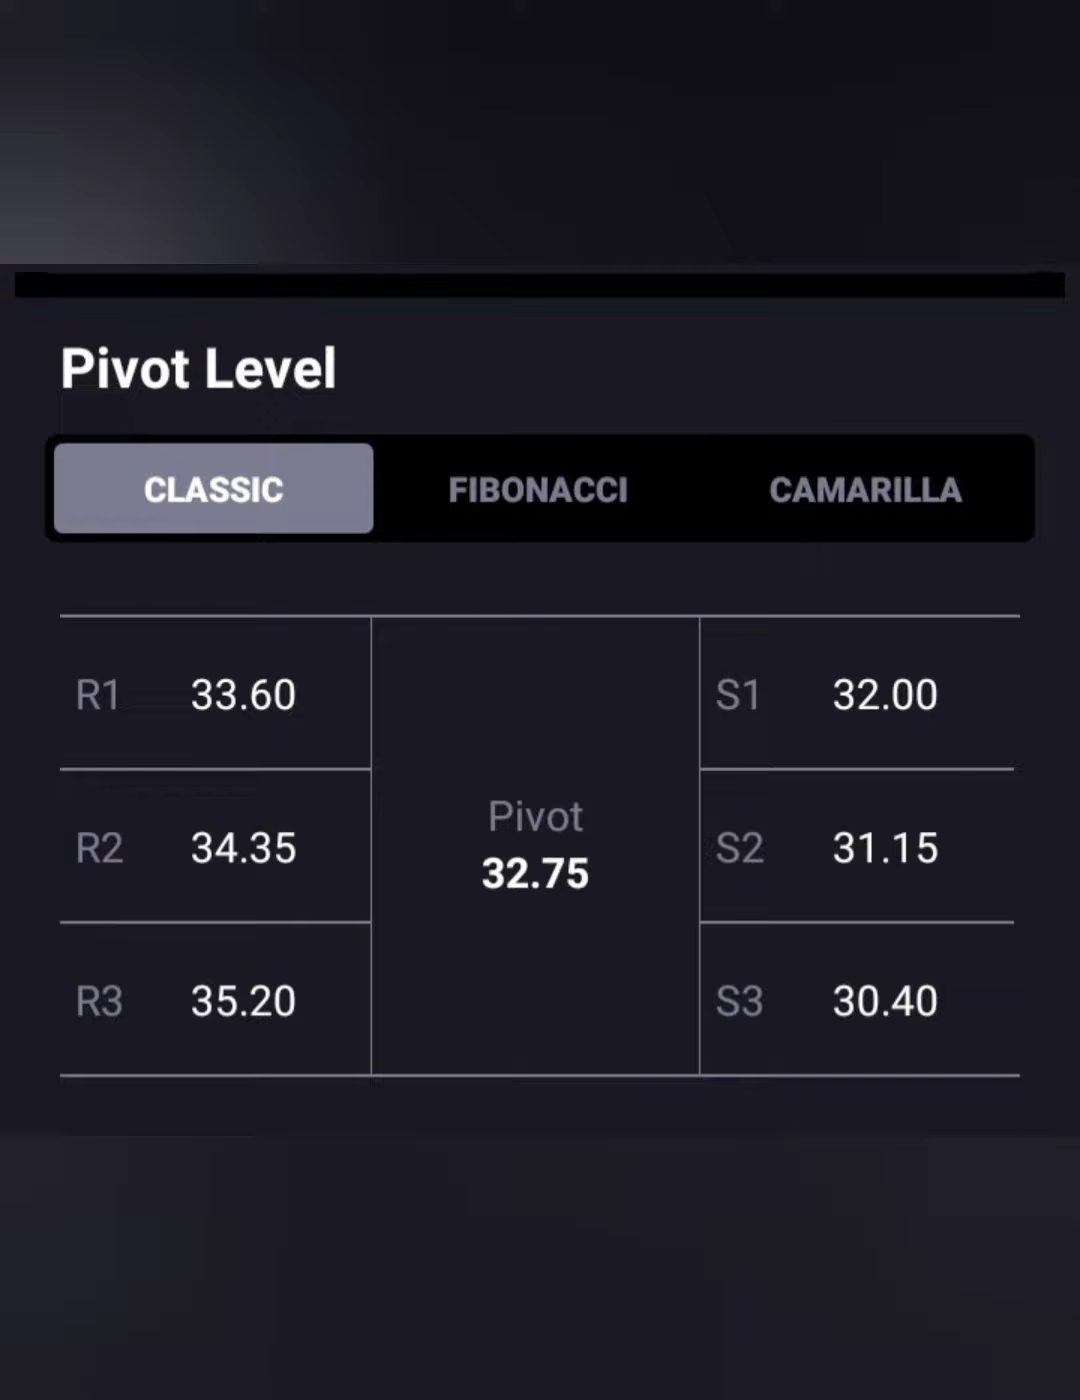 Pivot Level
CLASSIC FIBONACCI CAMARILLA
R1 33.60 S1 32.00
Pivot
R2 34.35 S2 31.15
32.75
R3 35.20 S3 30.40